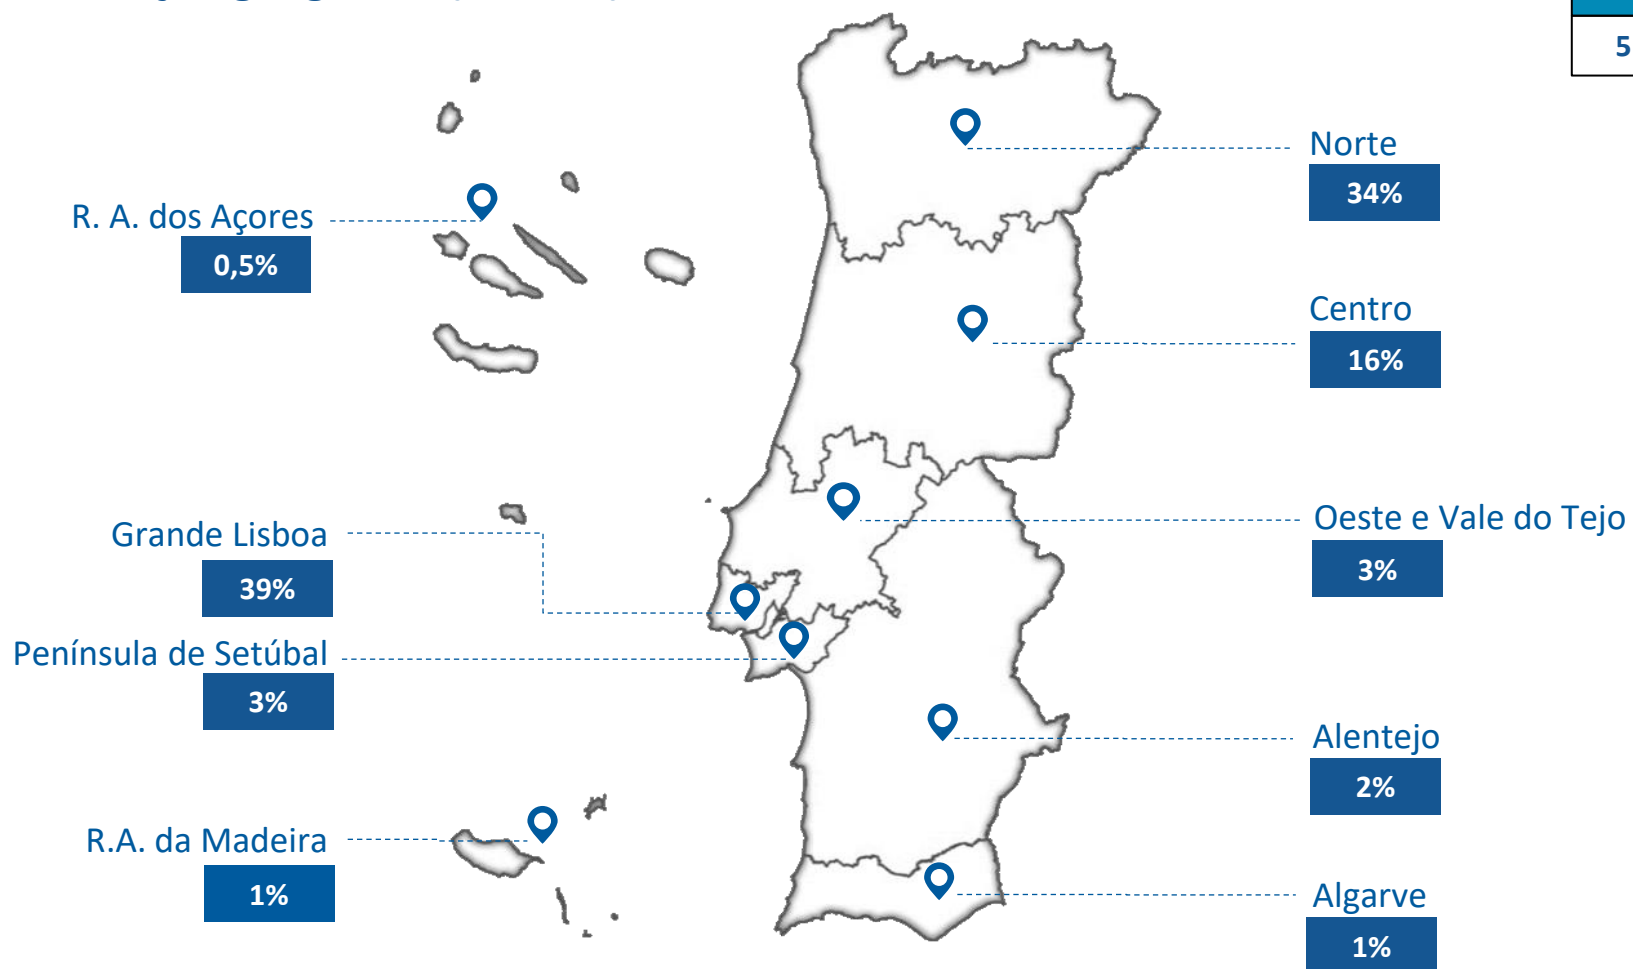 5
Norte
34%
R. A. dos Açores
0,5%
Centro
16%
Grande Lisboa
39%
Oeste e Vale do Tejo
3%
Península de Setúbal
3%
Alentejo
2%
R.A. da Madeira
1%
Algarve
1%